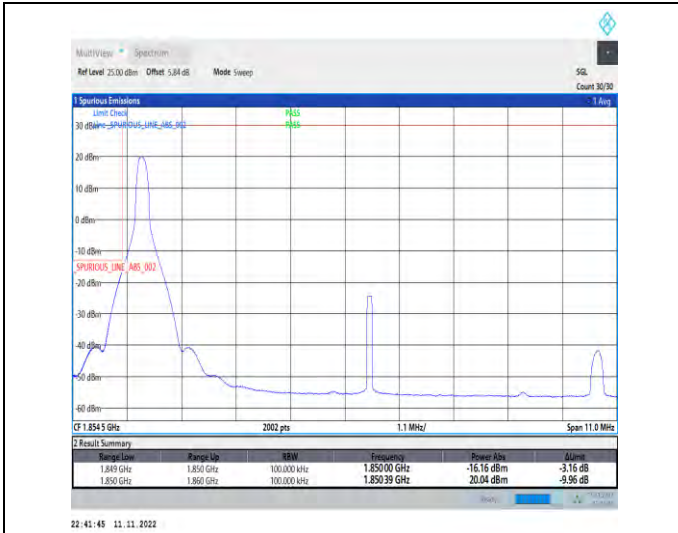 MultiView Spectrum
Ref Level 25.00 dBm Offset 5.84 dB Mode Sweep SGL
Count 30/30
1 Spurious Emissions 1 Avg
Limit Check PASS
30 dBm Line _SPURIOUS_LINE_ABS_002 PASS
20 dBm
10 dBm
0 dBm
-10 dBm
_SPURIOUS_LINE_ABS_002
-20 dBm
-30 dBm
-40 dBm
-50 dBm
-60 dBm
CF 1.8545 GHz 2002 pts 1.1 MHz/ Span 11.0 MHz
2 Result Summary
Range Low Range Up RBW Frequency Power Abs ΔLimit
1.849 GHz 1.850 GHz 100.000 kHz 1.85000 GHz -16.16 dBm -3.16 dB
1.850 GHz 1.860 GHz 100.000 kHz 1.85039 GHz 20.04 dBm -9.96 dB
Ready
22:41:45 11.11.2022